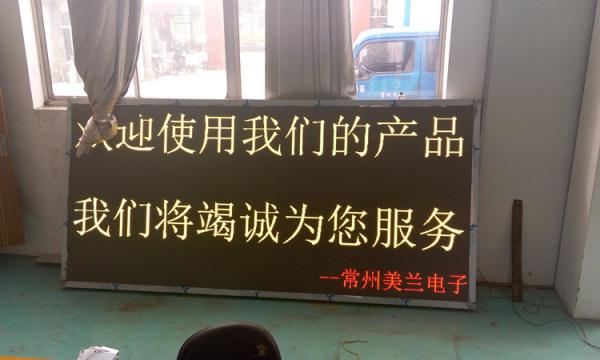 欢迎使用我们的产品
我们将竭诚为您服务
--常州美兰电子